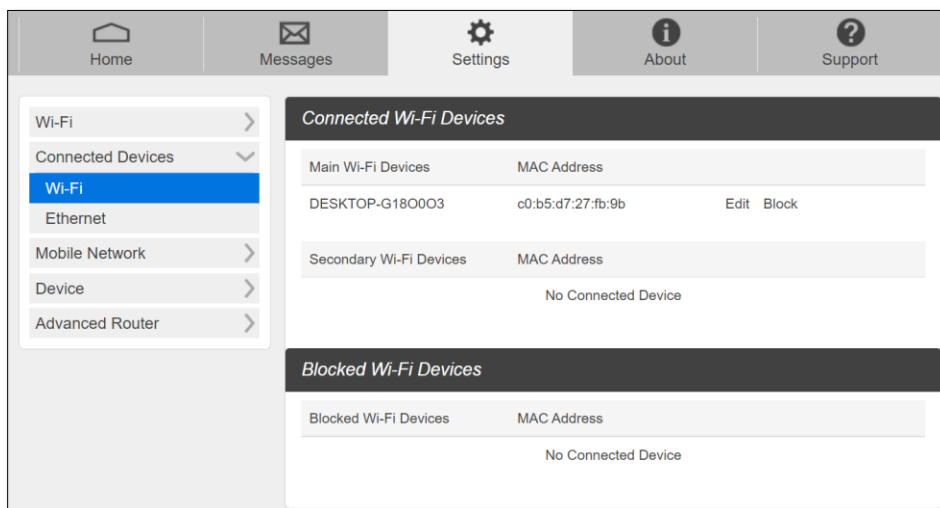 Home Messages Settings About Support
Wi-Fi
Connected Devices
Wi-Fi
Ethernet
Mobile Network
Device
Advanced Router
Connected Wi-Fi Devices
Main Wi-Fi Devices MAC Address
DESKTOP-G18O0O3 c0:b5:d7:27:fb:9b Edit Block
Secondary Wi-Fi Devices MAC Address
No Connected Device
Blocked Wi-Fi Devices
Blocked Wi-Fi Devices MAC Address
No Connected Device